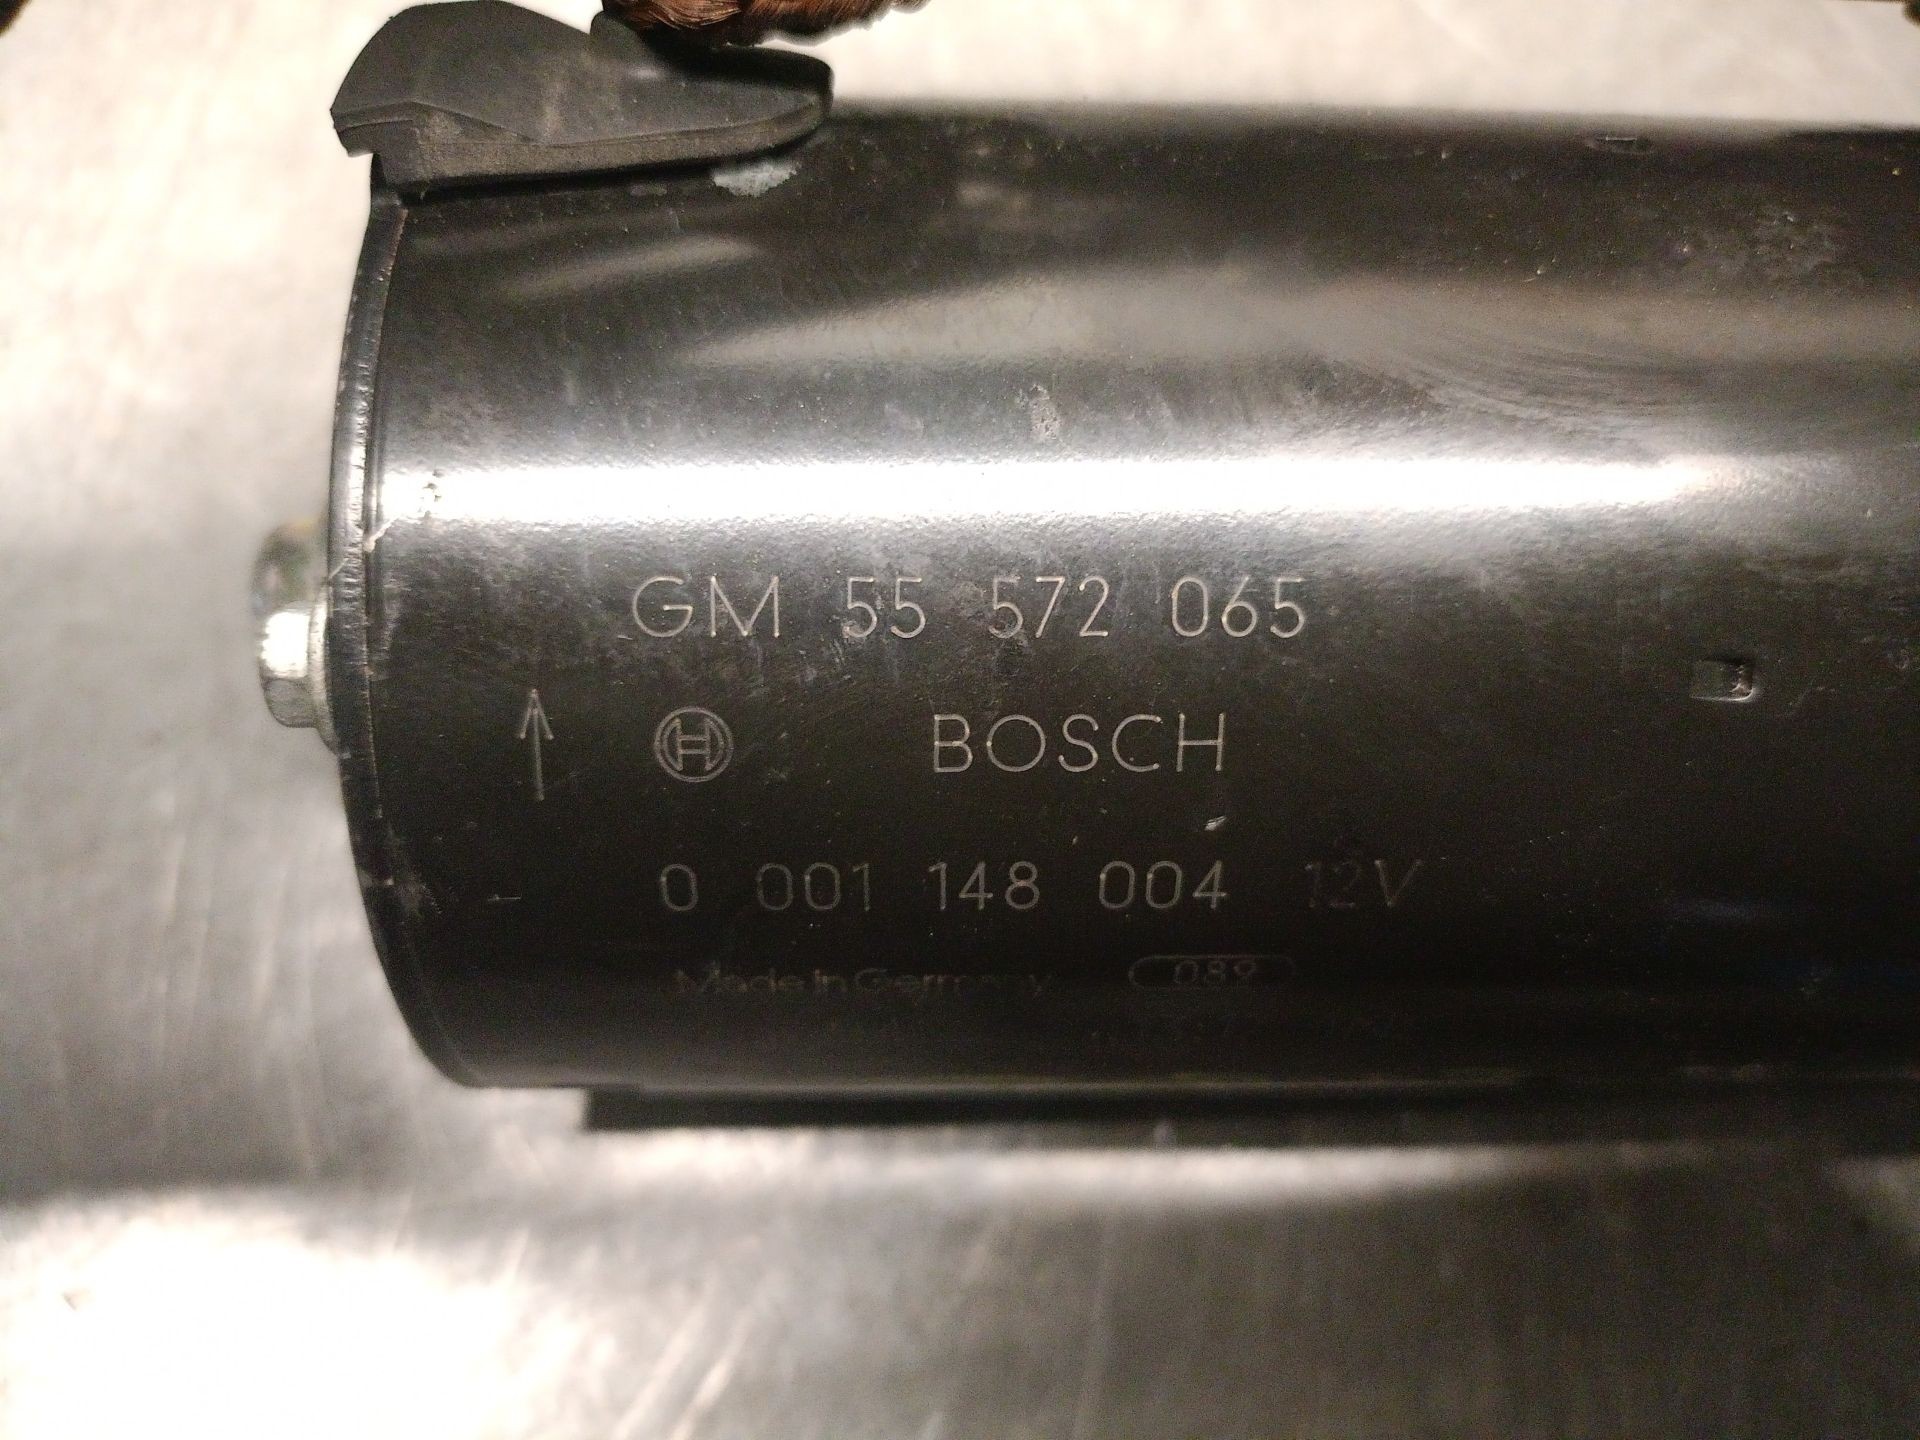 GM 55 572 065
BOSCH
0 001 148 004 12V
Made in Germany 089